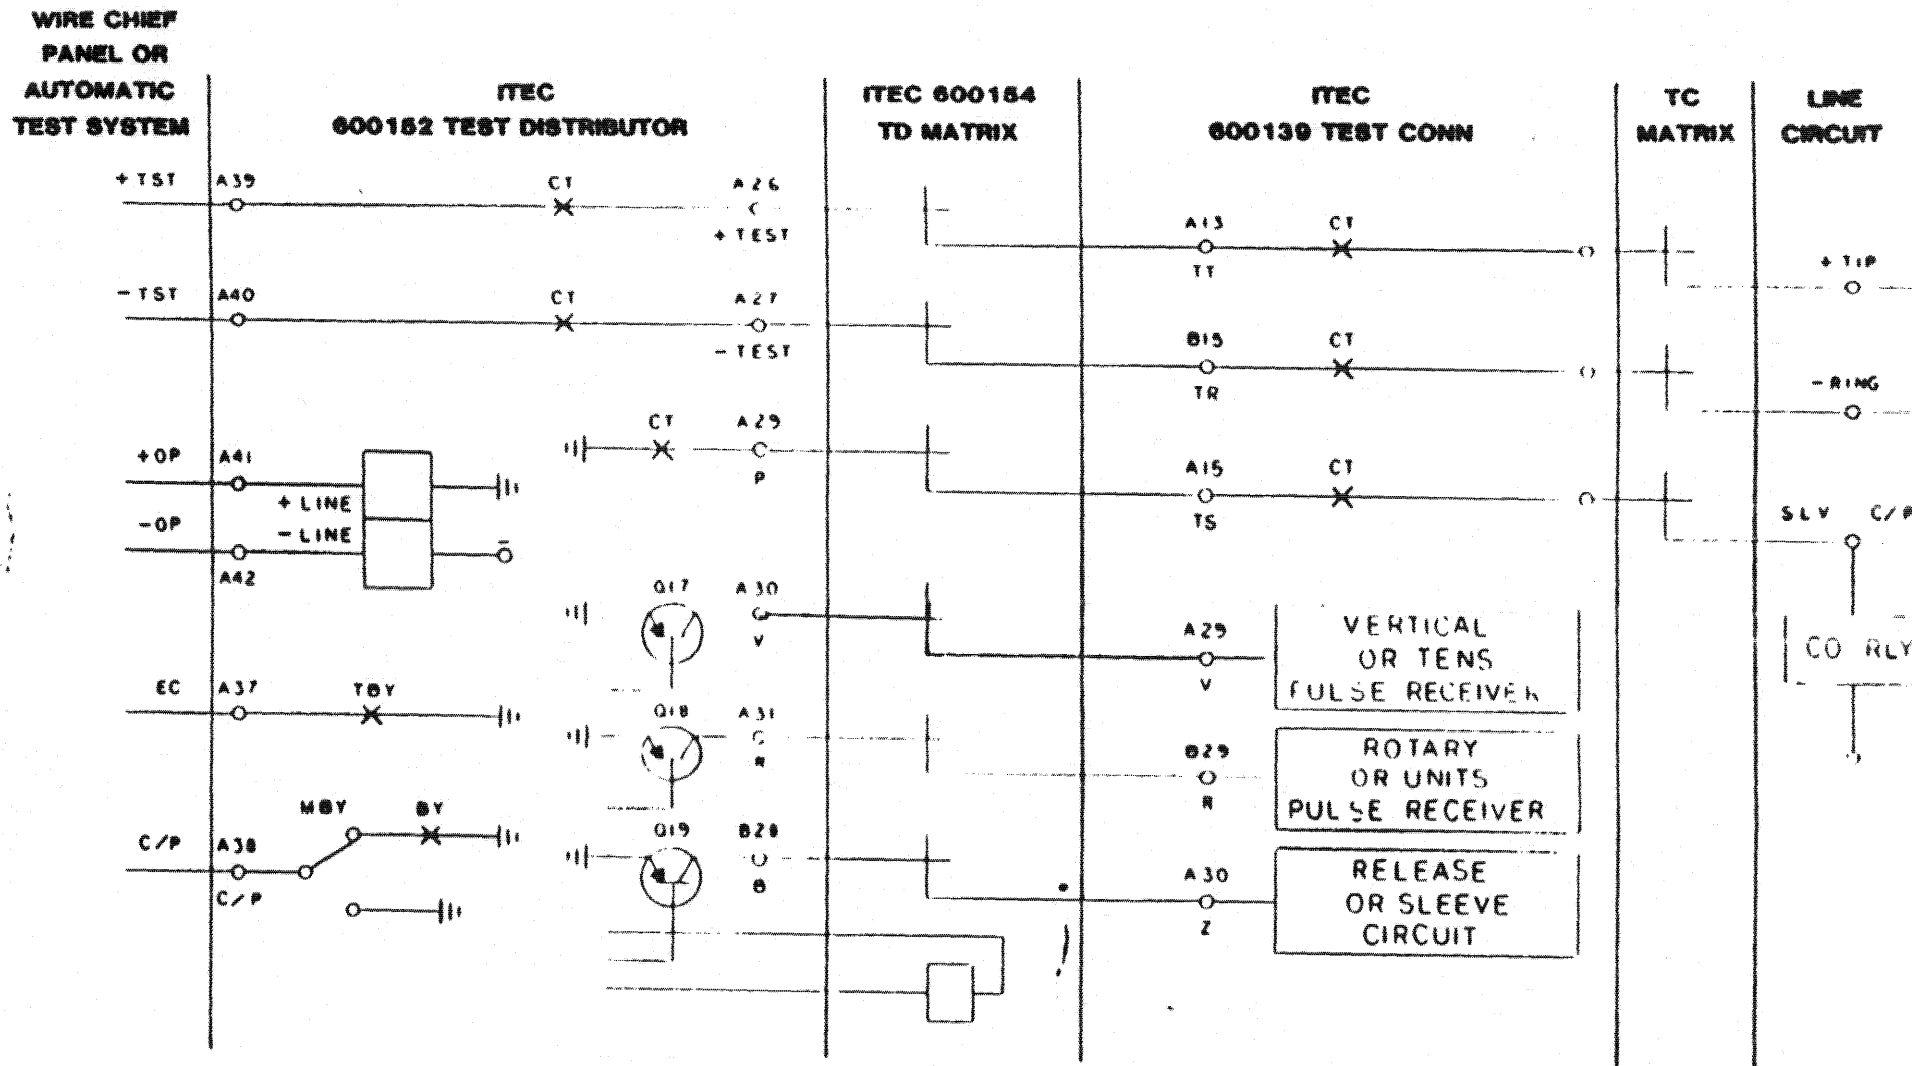 WIRE CHIEF
PANEL OR
AUTOMATIC
TEST SYSTEM
ITEC
600152 TEST DISTRIBUTOR
ITEC 600154
TD MATRIX
ITEC
600139 TEST CONN
TC
MATRIX
LINE
CIRCUIT
+ TST
A39
CT
A26
+ TEST
A13
CT
TT
+ TIP
- TST
A40
CT
A27
- TEST
B15
CT
TR
- RING
+OP
A41
+ LINE
CT
A29
P
A15
CT
TS
SLV
C/P
-OP
- LINE
A42
Q17
A30
V
A29
V
VERTICAL
OR TENS
PULSE RECEIVER
CO RLY
EC
A37
TBY
Q18
A31
R
B29
R
ROTARY
OR UNITS
PULSE RECEIVER
C/P
A38
C/P
MBY
BY
Q19
B28
A30
Z
RELEASE
OR SLEEVE
CIRCUIT